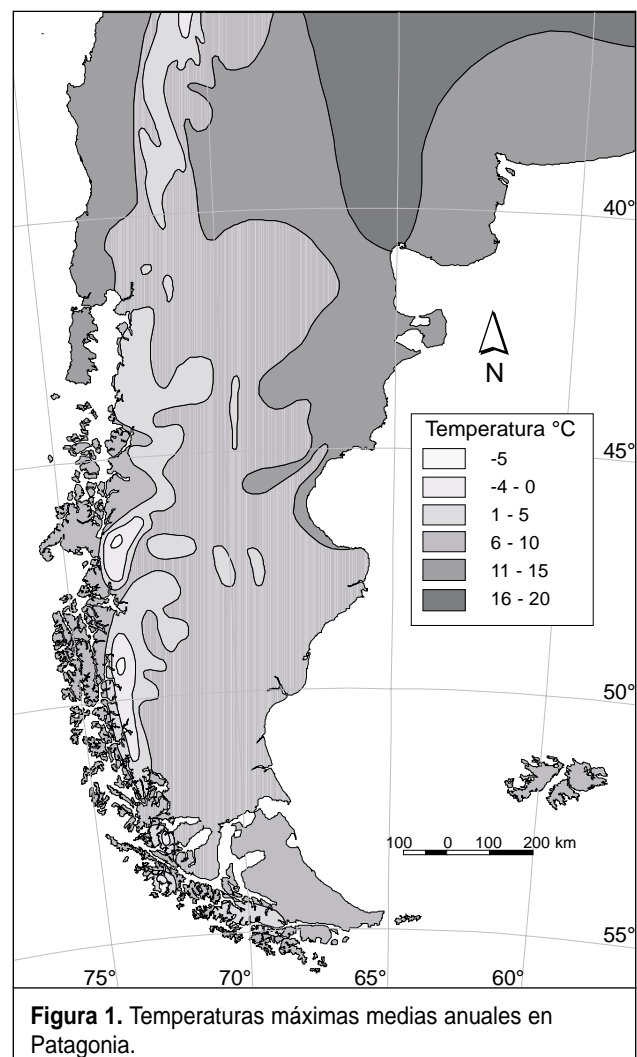 40°
N
Temperatura °C
-5
-4 - 0
1 - 5
6 - 10
11 - 15
16 - 20
45°
50°
100 0 100 200 km
55°
75° 70° 65° 60°
Figura 1. Temperaturas máximas medias anuales en
Patagonia.